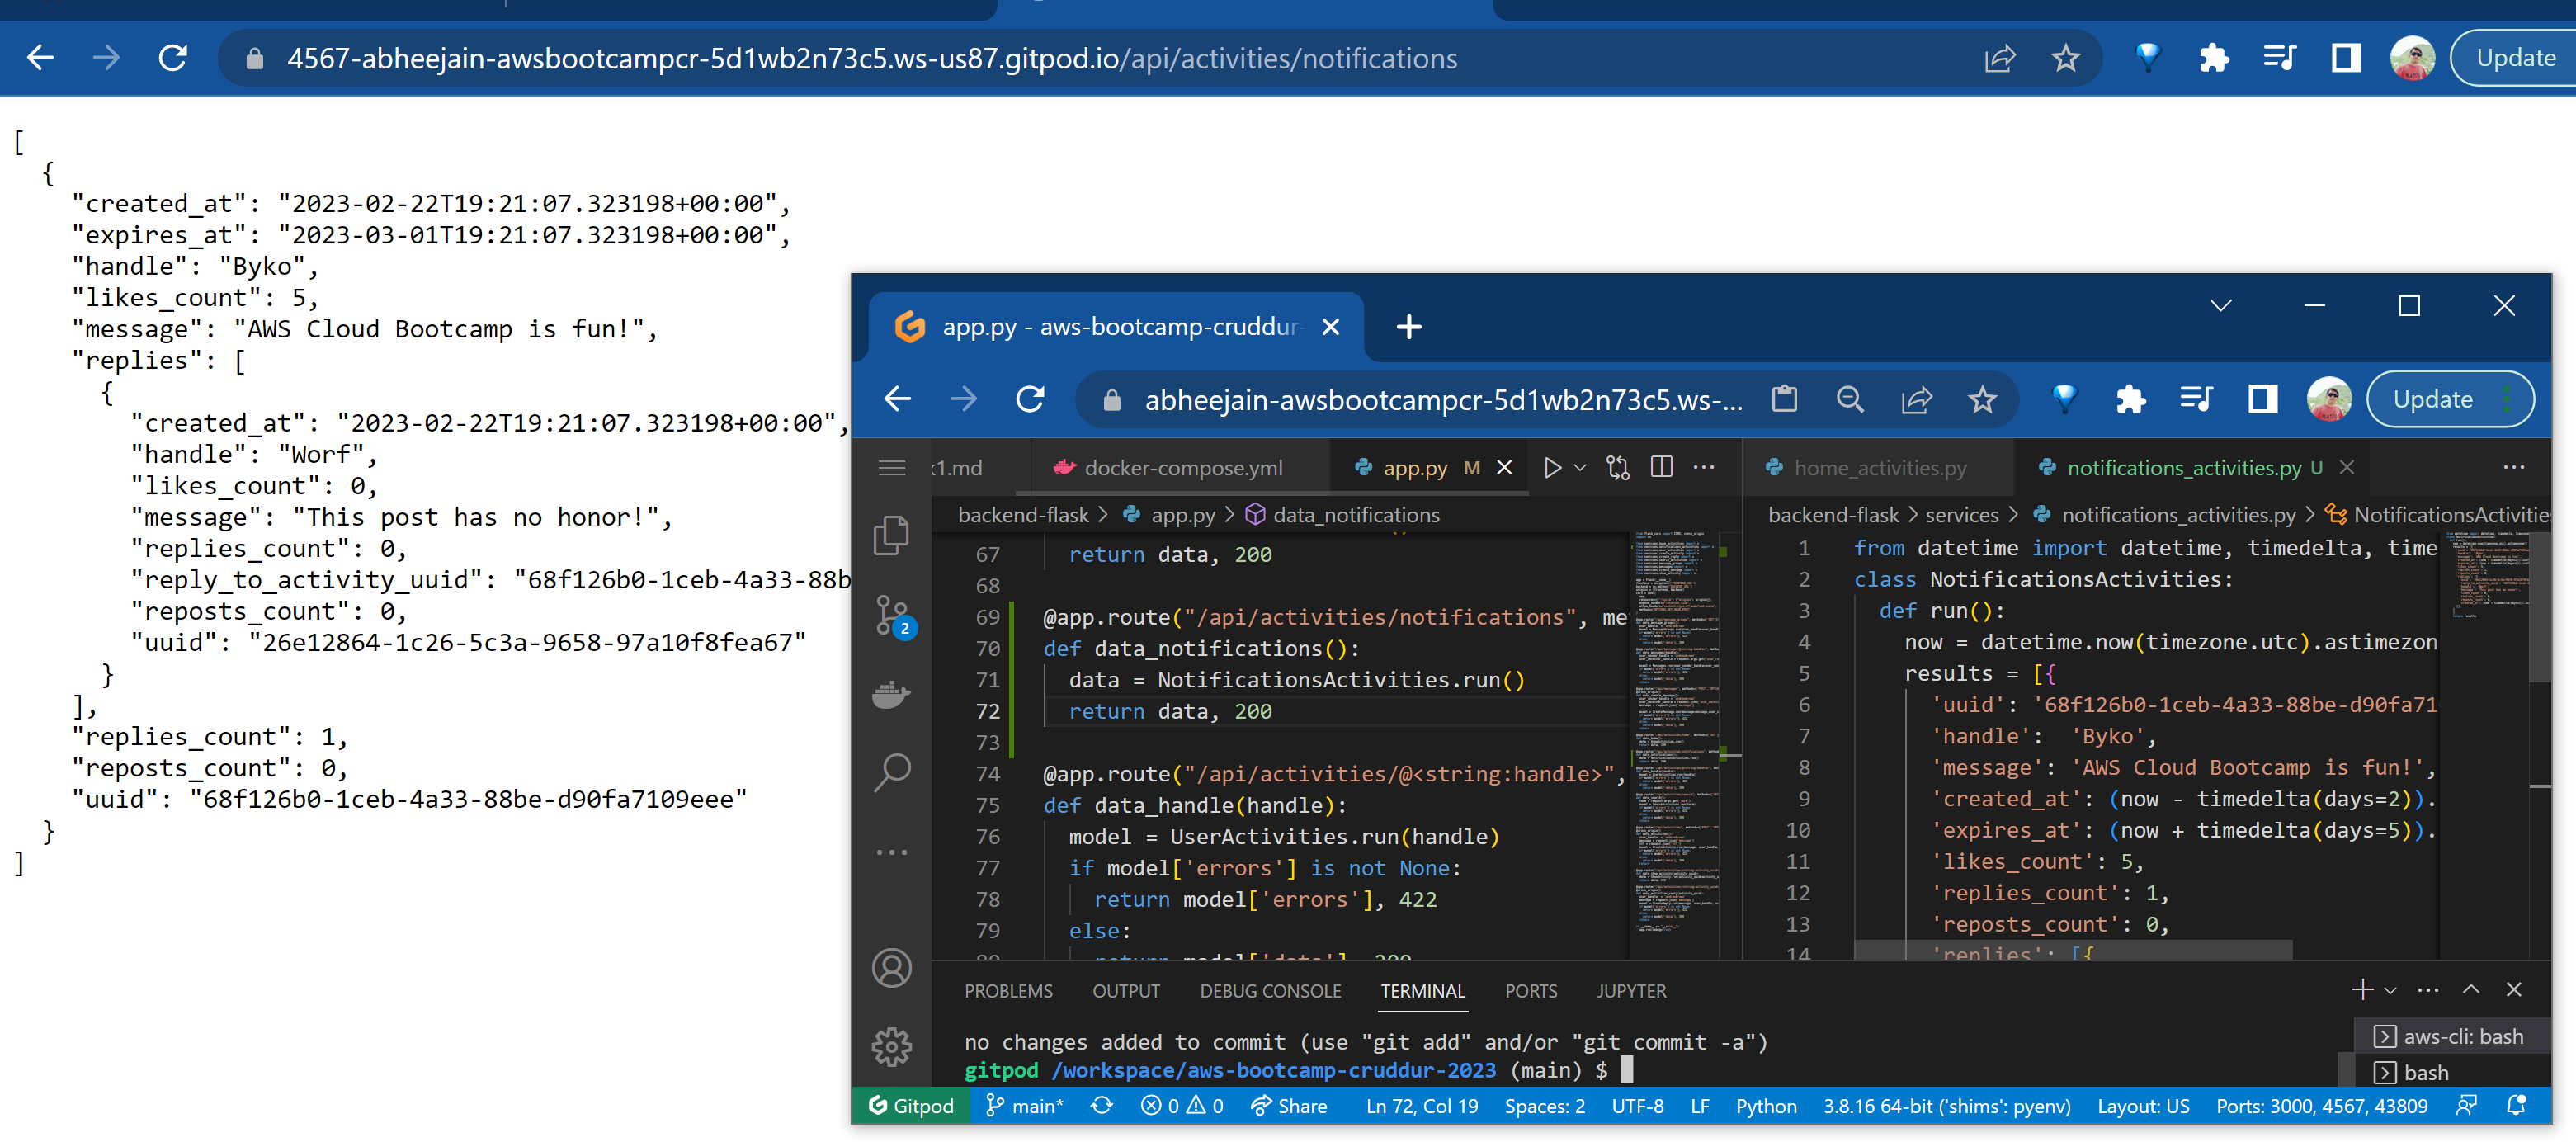 4567-abheejain-awsbootcampcr-5d1wb2n73c5.ws-us87.gitpod.io/api/activities/notifications
Update
[
  {
    "created_at": "2023-02-22T19:21:07.323198+00:00",
    "expires_at": "2023-03-01T19:21:07.323198+00:00",
    "handle": "Byko",
    "likes_count": 5,
    "message": "AWS Cloud Bootcamp is fun!",
    "replies": [
      {
        "created_at": "2023-02-22T19:21:07.323198+00:00",
        "handle": "Worf",
        "likes_count": 0,
        "message": "This post has no honor!",
        "replies_count": 0,
        "reply_to_activity_uuid": "68f126b0-1ceb-4a33-88b
        "reposts_count": 0,
        "uuid": "26e12864-1c26-5c3a-9658-97a10f8fea67"
      }
    ],
    "replies_count": 1,
    "reposts_count": 0,
    "uuid": "68f126b0-1ceb-4a33-88be-d90fa7109eee"
  }
]
app.py - aws-bootcamp-cruddur-
abheejain-awsbootcampcr-5d1wb2n73c5.ws-...
Update
k1.md docker-compose.yml app.py M
backend-flask > app.py > data_notifications
67 return data, 200
68
69 @app.route("/api/activities/notifications", me
70 def data_notifications():
71   data = NotificationsActivities.run()
72   return data, 200
73
74 @app.route("/api/activities/@<string:handle>",
75 def data_handle(handle):
76   model = UserActivities.run(handle)
77   if model['errors'] is not None:
78     return model['errors'], 422
79   else:
80     return model['data'], 200
home_activities.py notifications_activities.py U
backend-flask > services > notifications_activities.py > NotificationsActivities
1 from datetime import datetime, timedelta, time
2 class NotificationsActivities:
3   def run():
4     now = datetime.now(timezone.utc).astimezon
5     results = [{
6       'uuid': '68f126b0-1ceb-4a33-88be-d90fa71
7       'handle':  'Byko',
8       'message': 'AWS Cloud Bootcamp is fun!',
9       'created_at': (now - timedelta(days=2)).
10       'expires_at': (now + timedelta(days=5)).
11       'likes_count': 5,
12       'replies_count': 1,
13       'reposts_count': 0,
14       'replies': [{
2
PROBLEMS OUTPUT DEBUG CONSOLE TERMINAL PORTS JUPYTER
no changes added to commit (use "git add" and/or "git commit -a")
gitpod /workspace/aws-bootcamp-cruddur-2023 (main) $
aws-cli: bash
bash
Gitpod main* 0 0 Share Ln 72, Col 19 Spaces: 2 UTF-8 LF Python 3.8.16 64-bit ('shims': pyenv) Layout: US Ports: 3000, 4567, 43809